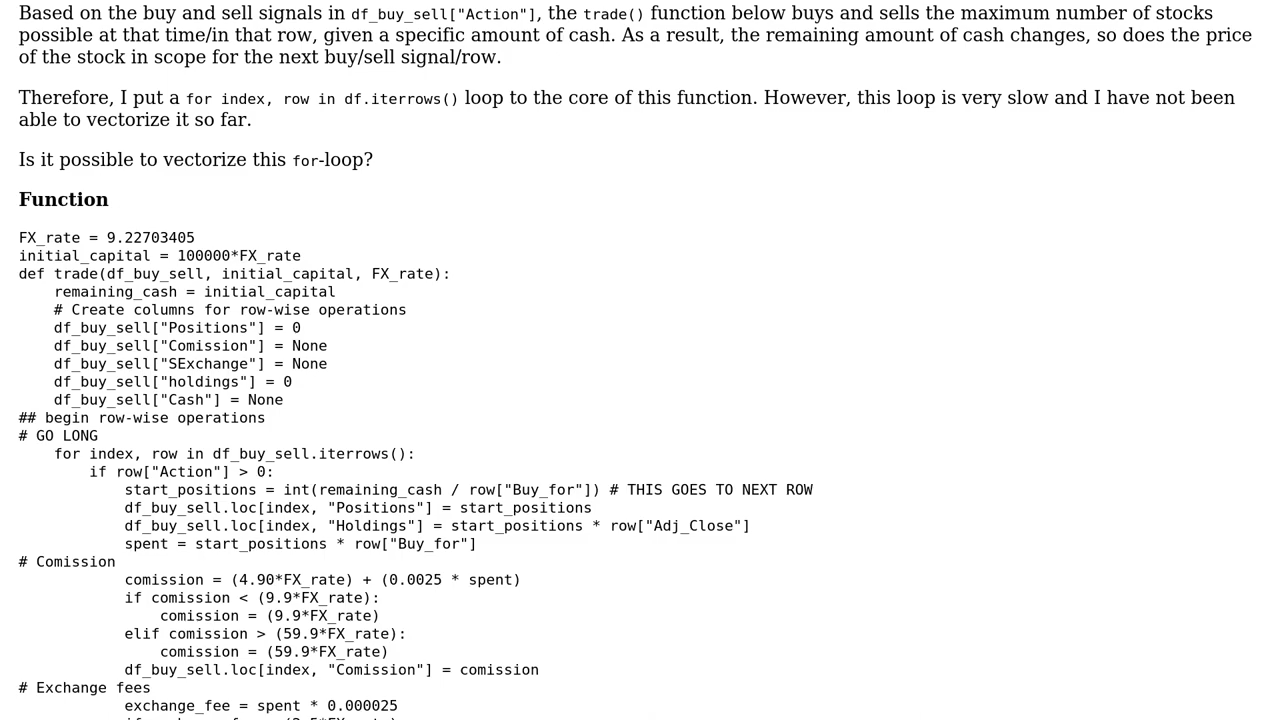 Based on the buy and sell signals in df_buy_sell["Action"], the trade() function below buys and sells the maximum number of stocks
possible at that time/in that row, given a specific amount of cash. As a result, the remaining amount of cash changes, so does the price
of the stock in scope for the next buy/sell signal/row.
Therefore, I put a for index, row in df.iterrows() loop to the core of this function. However, this loop is very slow and I have not been
able to vectorize it so far.
Is it possible to vectorize this for-loop?
Function
FX_rate = 9.22703405
initial_capital = 100000*FX_rate
def trade(df_buy_sell, initial_capital, FX_rate):
    remaining_cash = initial_capital
    # Create columns for row-wise operations
    df_buy_sell["Positions"] = 0
    df_buy_sell["Comission"] = None
    df_buy_sell["SExchange"] = None
    df_buy_sell["holdings"] = 0
    df_buy_sell["Cash"] = None
## begin row-wise operations
# GO LONG
    for index, row in df_buy_sell.iterrows():
        if row["Action"] > 0:
            start_positions = int(remaining_cash / row["Buy_for"]) # THIS GOES TO NEXT ROW
            df_buy_sell.loc[index, "Positions"] = start_positions
            df_buy_sell.loc[index, "Holdings"] = start_positions * row["Adj_Close"]
            spent = start_positions * row["Buy_for"]
# Comission
            comission = (4.90*FX_rate) + (0.0025 * spent)
            if comission < (9.9*FX_rate):
                comission = (9.9*FX_rate)
            elif comission > (59.9*FX_rate):
                comission = (59.9*FX_rate)
            df_buy_sell.loc[index, "Comission"] = comission
# Exchange fees
            exchange_fee = spent * 0.000025